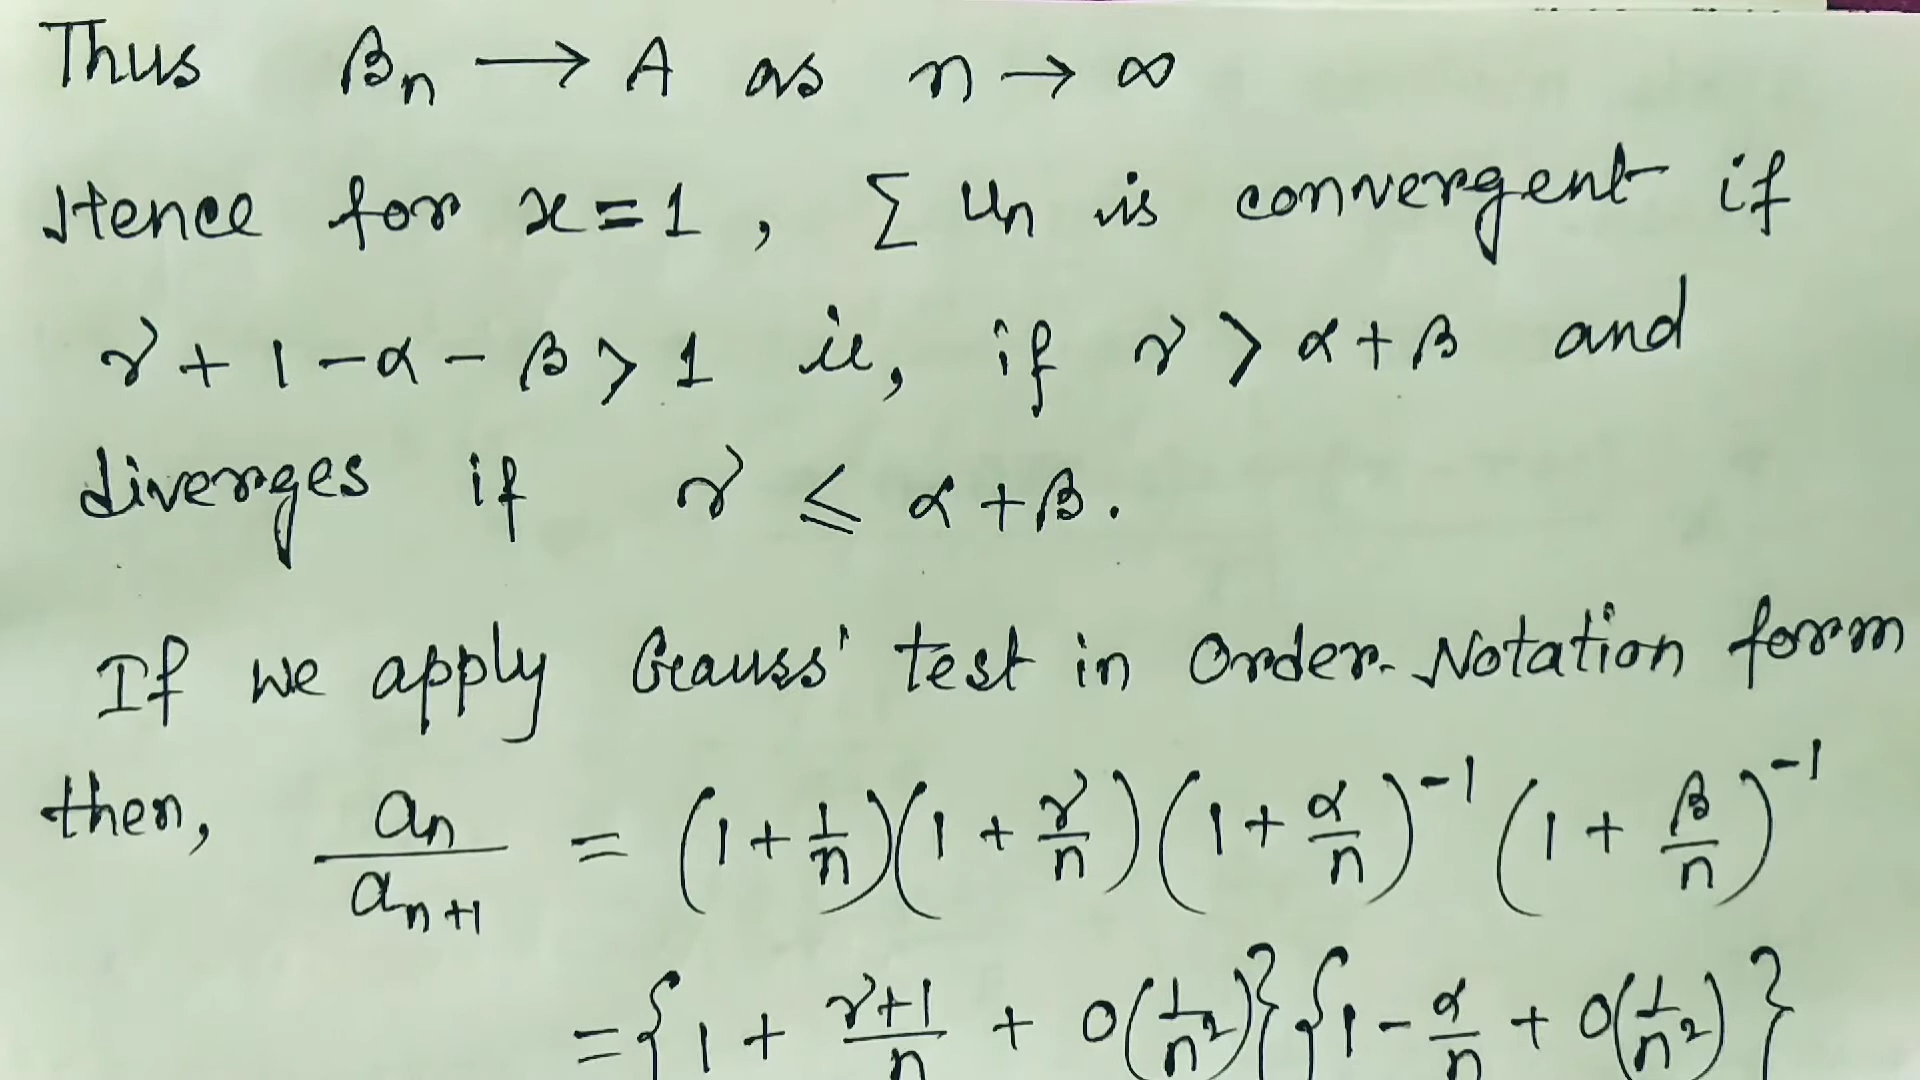 Thus βn → A as n → ∞
Hence for x = 1, Σ un is convergent if
γ + 1 - α - β > 1 ie, if γ > α + β and
diverges if γ ≤ α + β.
If we apply Gauss' test in Order-Notation form
then, an/an+1 = (1 + 1/n)(1 + γ/n)(1 + α/n)^-1 (1 + β/n)^-1
= {1 + γ+1/n + O(1/n²)}{1 - α/n + O(1/n²)}